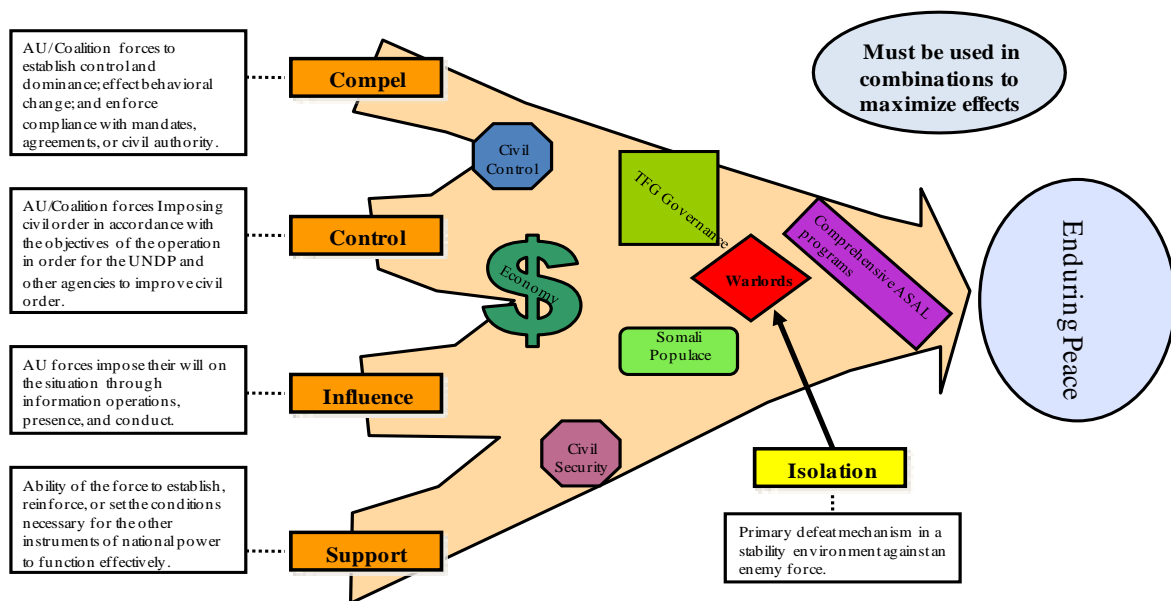 AU/Coalition forces to
establish control and
dominance; effect behavioral
change; and enforce
compliance with mandates,
agreements, or civil authority.
Compel
Must be used in
combinations to
maximize effects
Civil
Control
TFG Governance
AU/Coalition forces Imposing
civil order in accordance with
the objectives of the operation
in order for the UNDP and
other agencies to improve civil
order.
Control
Economy
Warlords
Comprehensive ASAL
programs
Enduring Peace
Somali
Populace
AU forces impose their will on
the situation through
information operations,
presence, and conduct.
Influence
Civil
Security
Isolation
Ability of the force to establish,
reinforce, or set the conditions
necessary for the other
instruments of national power
to function effectively.
Support
Primary defeat mechanism in a
stability environment against an
enemy force.